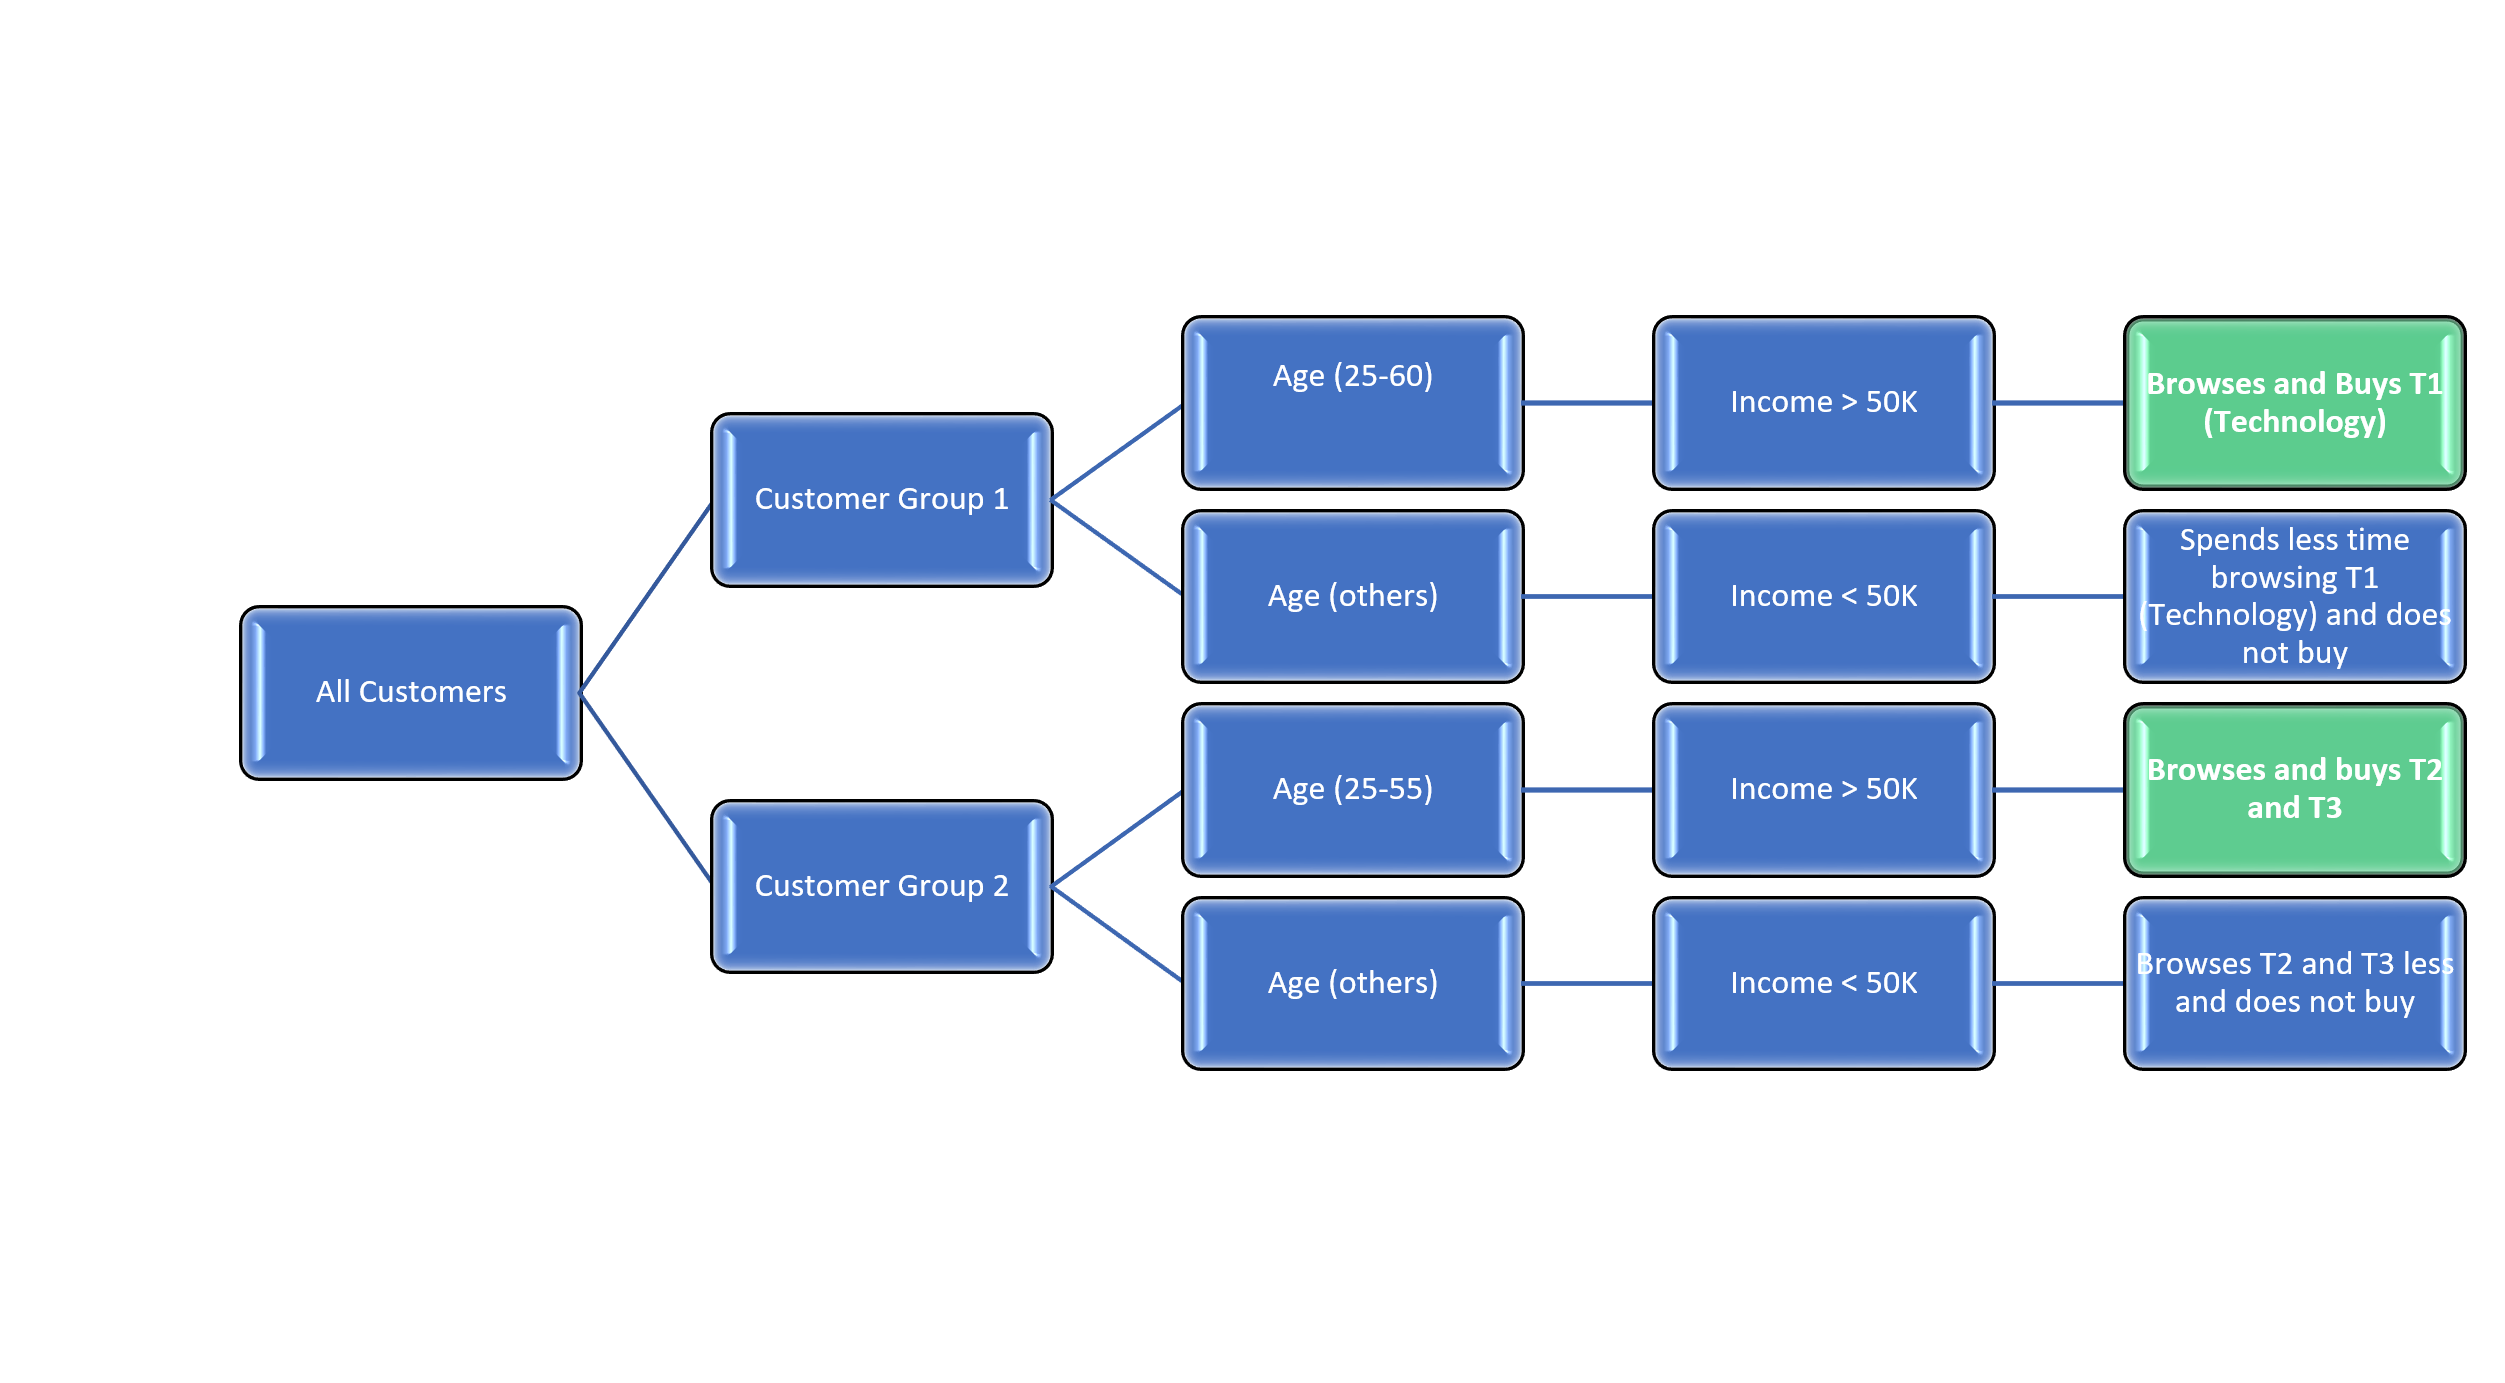 All Customers
Customer Group 1
Age (25-60)
Income > 50K
Browses and Buys T1
(Technology)
Age (others)
Income < 50K
Spends less time
browsing T1
(Technology) and does
not buy
Customer Group 2
Age (25-55)
Income > 50K
Browses and buys T2
and T3
Age (others)
Income < 50K
Browses T2 and T3 less
and does not buy